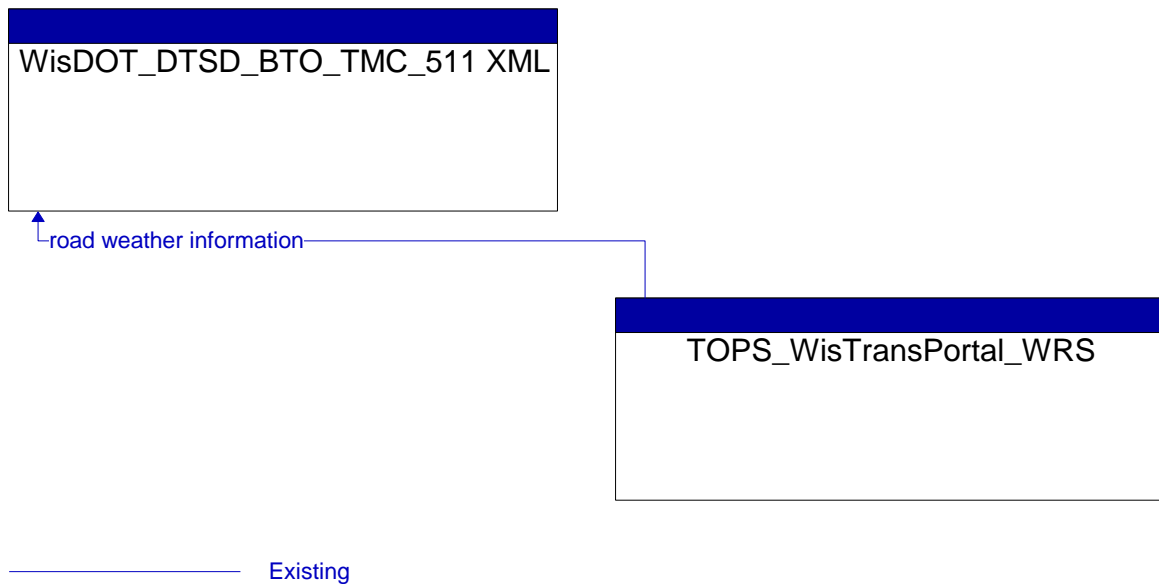 WisDOT_DTSD_BTO_TMC_511 XML
road weather information
TOPS_WisTransPortal_WRS
Existing